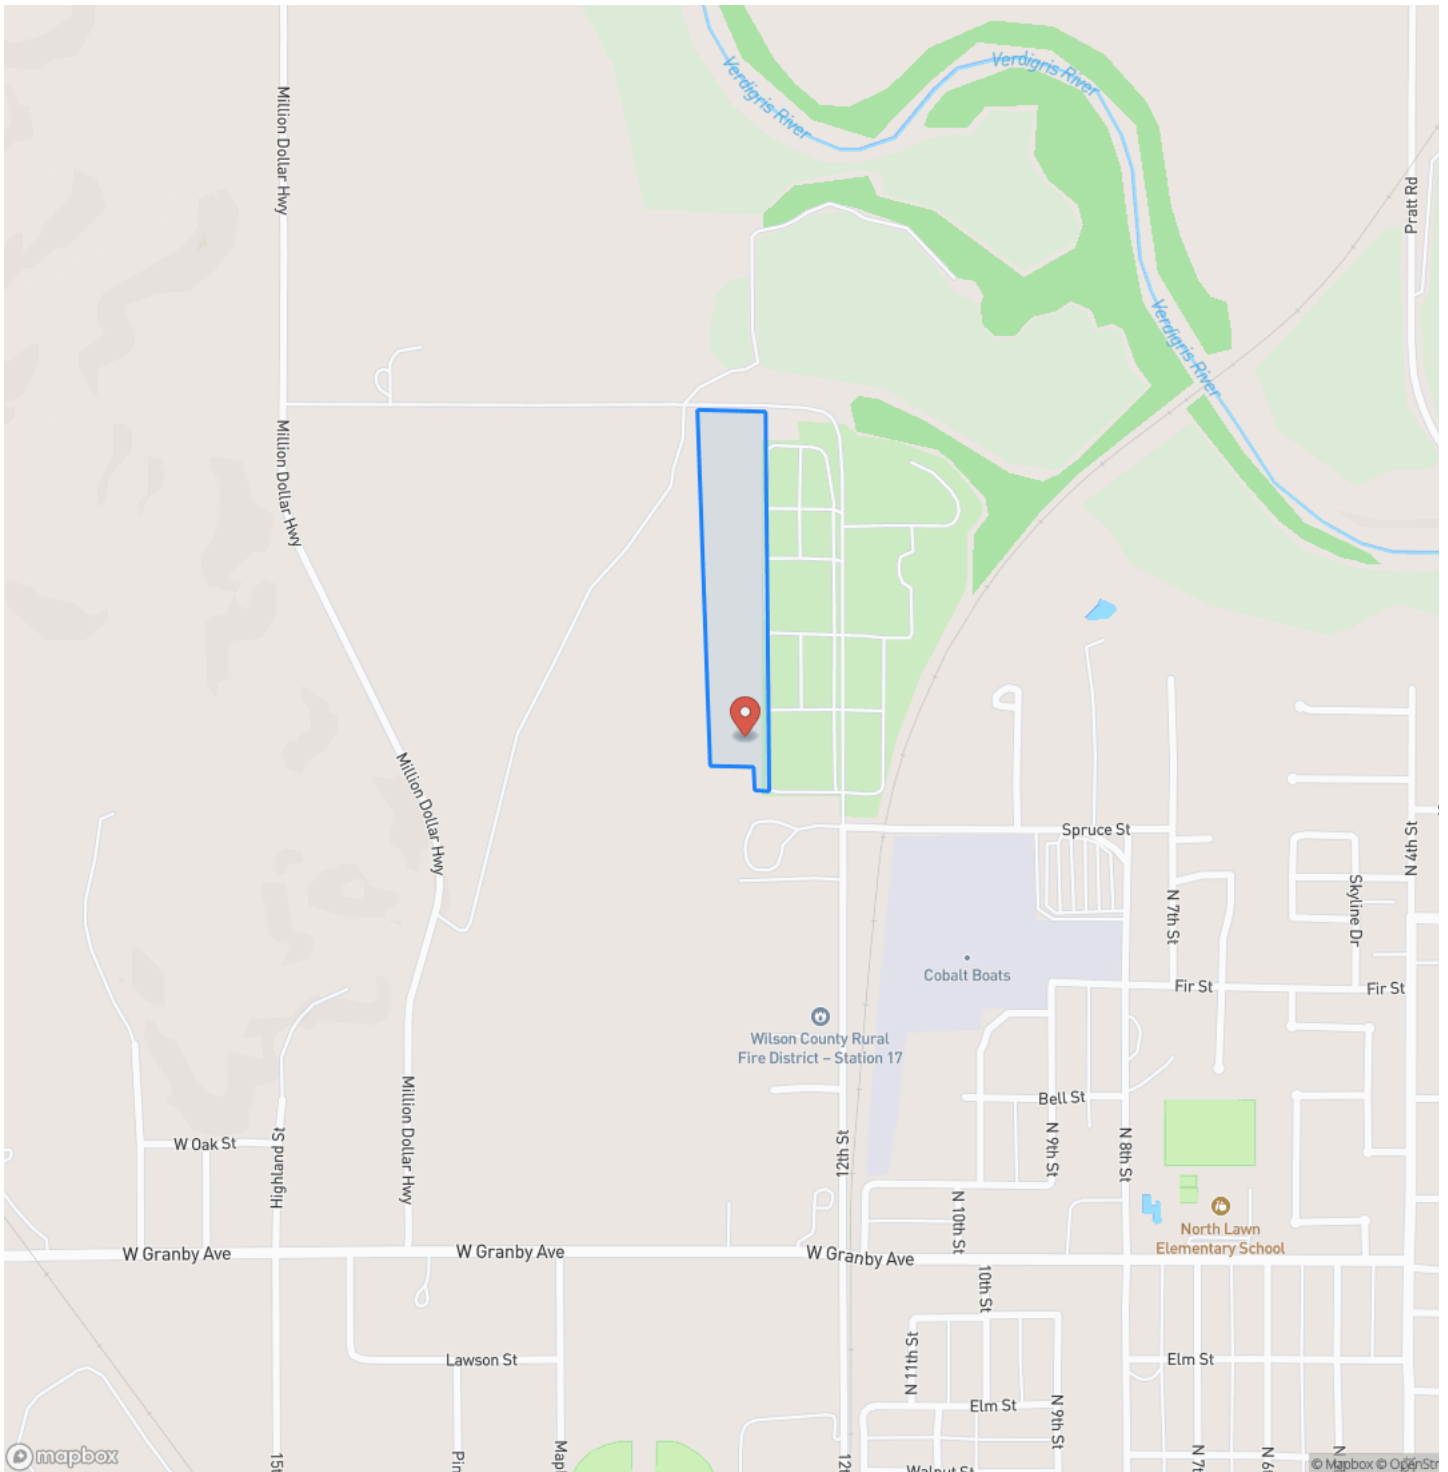 Verdigris River
Verdigris River
Million Dollar Hwy
Pratt Rd
Verdigris River
Million Dollar Hwy
Million Dollar Hwy
Spruce St
N 4th St
Skyline Dr
N 7th St
Cobalt Boats
Fir St
Fir St
Wilson County Rural
Fire District – Station 17
Million Dollar Hwy
Bell St
W Oak St
Highland St
12th St
N 9th St
N 8th St
N 10th St
North Lawn
Elementary School
W Granby Ave
W Granby Ave
W Granby Ave
10th St
Lawson St
N 11th St
Elm St
Elm St
N 9th St
mapbox
Walnut St
© Mapbox © OpenStr